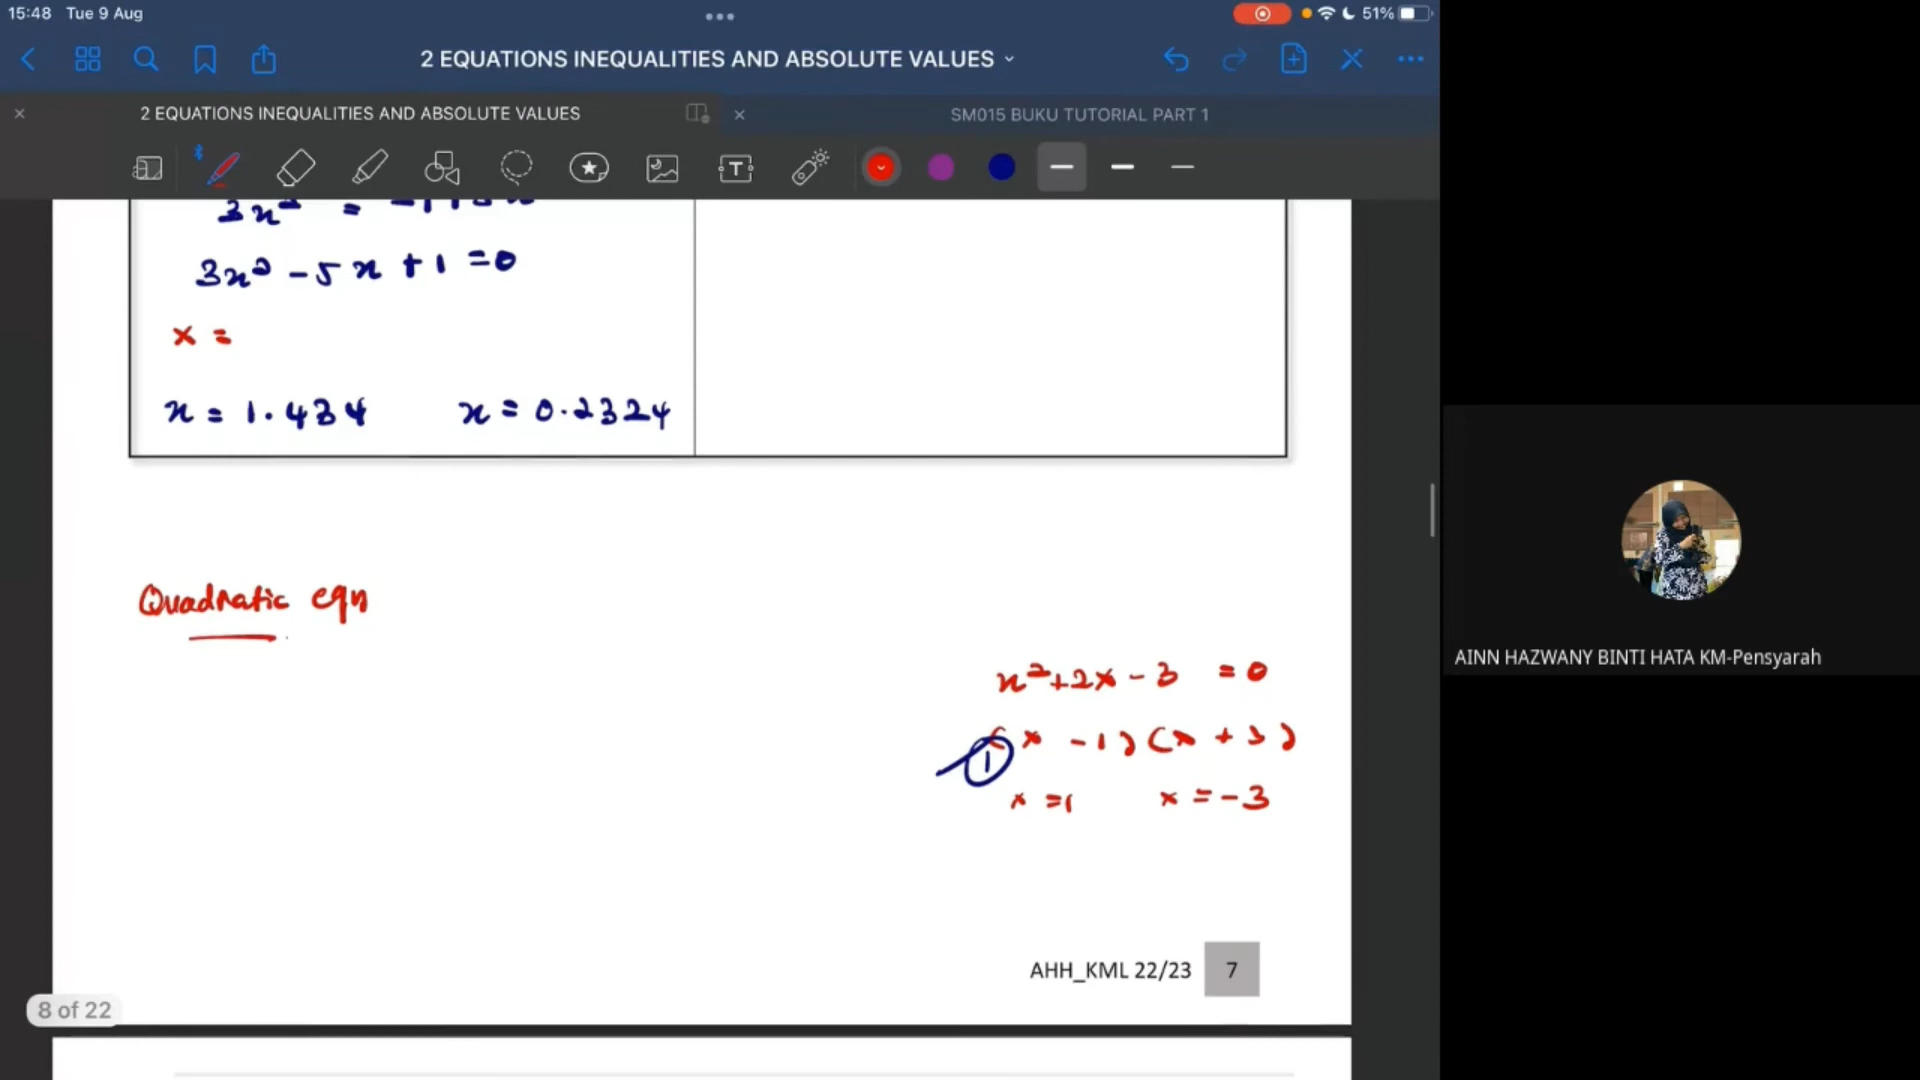 15:48 Tue 9 Aug
51%
2 EQUATIONS INEQUALITIES AND ABSOLUTE VALUES
2 EQUATIONS INEQUALITIES AND ABSOLUTE VALUES
SM015 BUKU TUTORIAL PART 1
3x² =
3x² - 5x + 1 = 0
x =
x = 1.434 x = 0.2324
Quadratic eqn
x² + 2x - 3 = 0
(x - 1)(x + 3)
1
x = 1 x = -3
AHH_KML 22/23 7
8 of 22
AINN HAZWANY BINTI HATA KM-Pensyarah